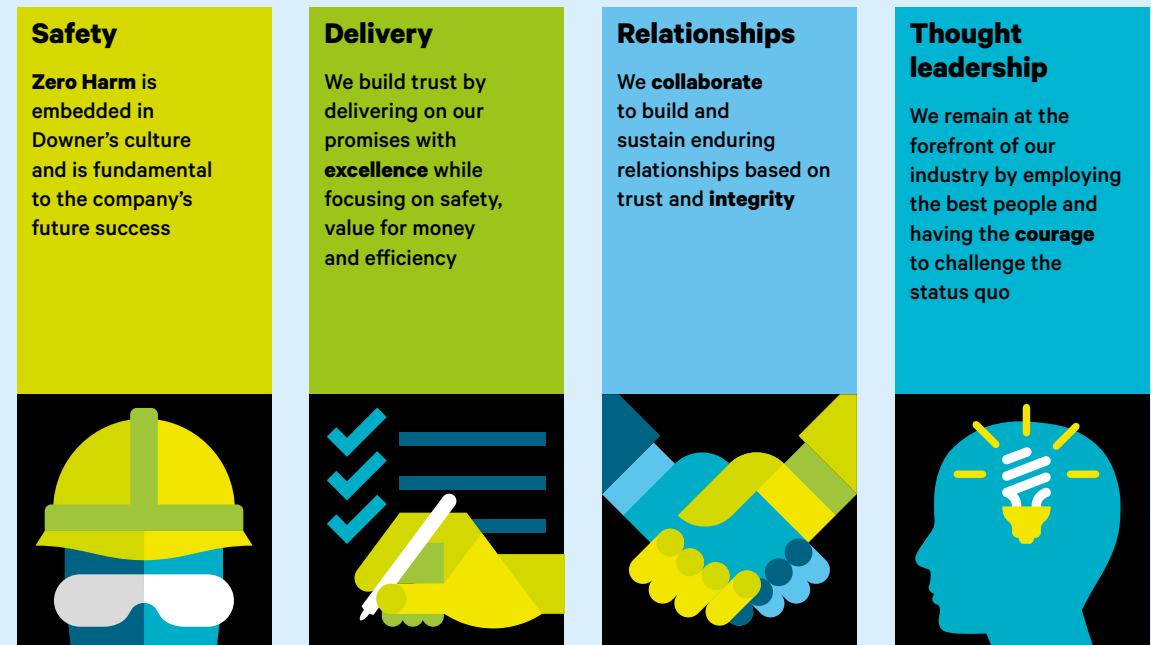 Safety
Zero Harm is
embedded in
Downer’s culture
and is fundamental
to the company’s
future success
Delivery
We build trust by
delivering on our
promises with
excellence while
focusing on safety,
value for money
and efficiency
Relationships
We collaborate
to build and
sustain enduring
relationships based on
trust and integrity
Thought
leadership
We remain at the
forefront of our
industry by employing
the best people and
having the courage
to challenge the
status quo